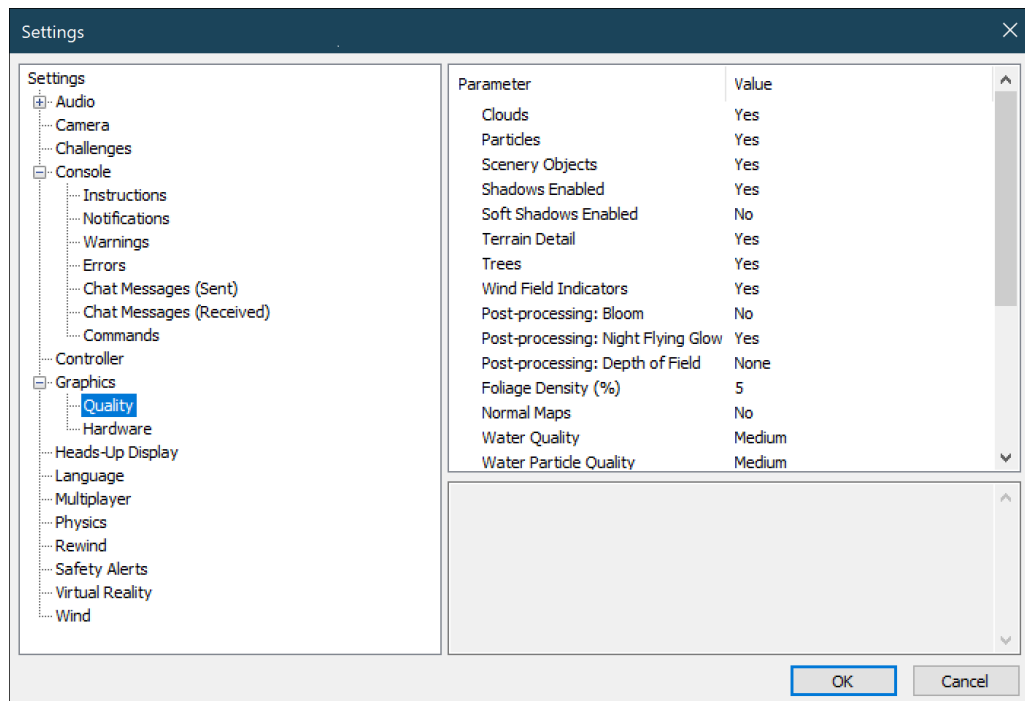 Settings
Settings
Audio
Camera
Challenges
Console
Instructions
Notifications
Warnings
Errors
Chat Messages (Sent)
Chat Messages (Received)
Commands
Controller
Graphics
Quality
Hardware
Heads-Up Display
Language
Multiplayer
Physics
Rewind
Safety Alerts
Virtual Reality
Wind
Parameter Value
Clouds Yes
Particles Yes
Scenery Objects Yes
Shadows Enabled Yes
Soft Shadows Enabled No
Terrain Detail Yes
Trees Yes
Wind Field Indicators Yes
Post-processing: Bloom No
Post-processing: Night Flying Glow Yes
Post-processing: Depth of Field None
Foliage Density (%) 5
Normal Maps No
Water Quality Medium
Water Particle Quality Medium
OK Cancel